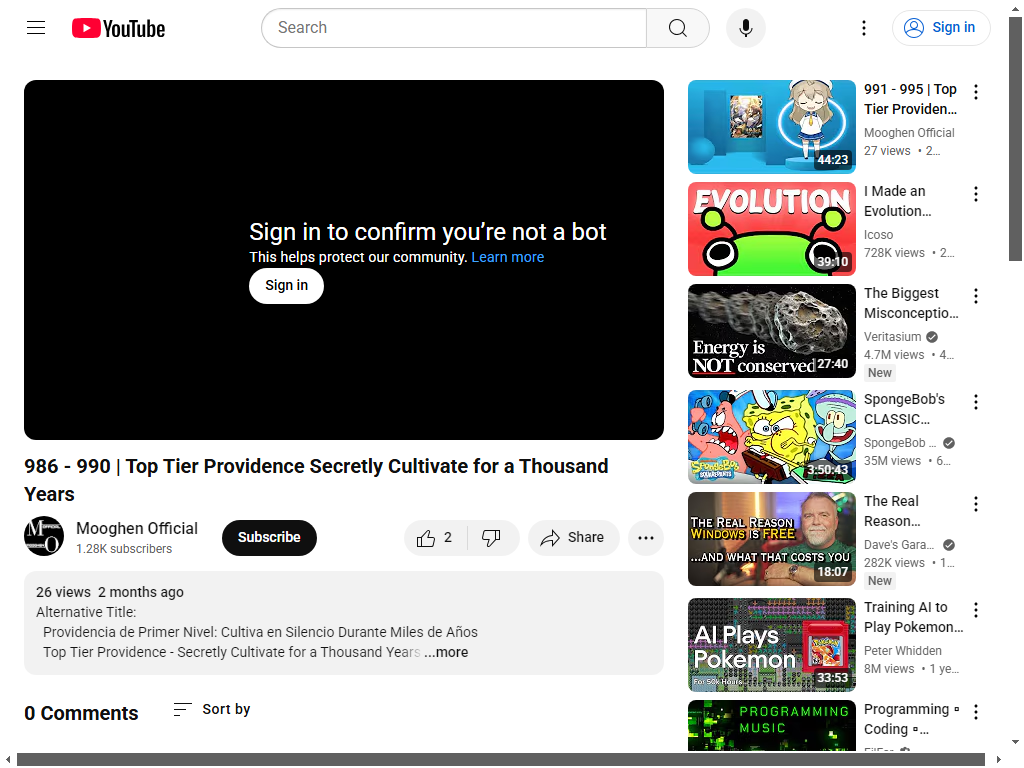 YouTube
Search
Sign in
Sign in to confirm you’re not a bot
This helps protect our community. Learn more
Sign in
986 - 990 | Top Tier Providence Secretly Cultivate for a Thousand
Years
Mooghen Official
1.28K subscribers
Subscribe
2
Share
26 views 2 months ago
Alternative Title:
Providencia de Primer Nivel: Cultiva en Silencio Durante Miles de Años
Top Tier Providence - Secretly Cultivate for a Thousand Years ...more
0 Comments
Sort by
44:23
991 - 995 | Top
Tier Providen...
Mooghen Official
27 views • 2...
EVOLUTION
39:10
I Made an
Evolution...
Icoso
728K views • 2...
Energy is
NOT conserved
27:40
The Biggest
Misconceptio...
Veritasium
4.7M views • 4...
New
SpongeBob
SQUAREPANTS
3:50:43
SpongeBob's
CLASSIC...
SpongeBob ...
35M views • 6...
THE REAL REASON
WINDOWS IS FREE
...AND WHAT THAT COSTS YOU
18:07
The Real
Reason...
Dave's Gara...
282K views • 1...
New
AI Plays
Pokemon
For 50k Hours...
33:53
Training AI to
Play Pokemon...
Peter Whidden
8M views • 1 ye...
PROGRAMMING
MUSIC
Programming
Coding